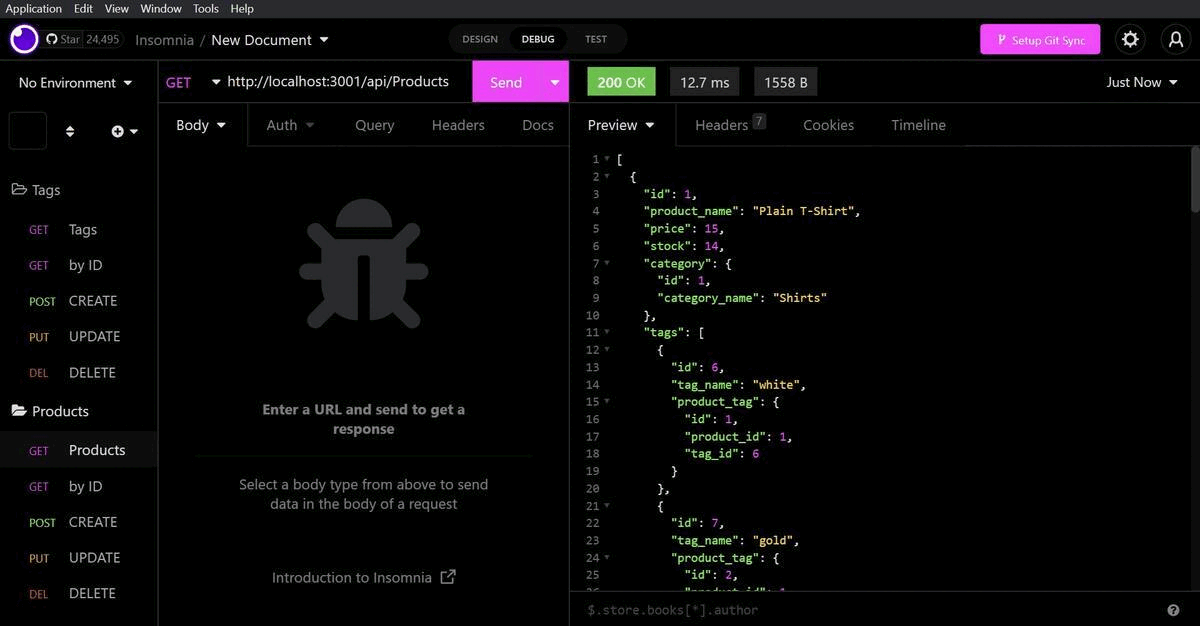 Application Edit View Window Tools Help
Star 24,495 Insomnia / New Document DESIGN DEBUG TEST Setup Git Sync
No Environment
Tags
GET Tags
GET by ID
POST CREATE
PUT UPDATE
DEL DELETE
Products
GET Products
GET by ID
POST CREATE
PUT UPDATE
DEL DELETE
GET http://localhost:3001/api/Products Send
Body Auth Query Headers Docs
Enter a URL and send to get a
response
Select a body type from above to send
data in the body of a request
Introduction to Insomnia
200 OK 12.7 ms 1558 B Just Now
Preview Headers 7 Cookies Timeline
1 [
2 {
3 "id": 1,
4 "product_name": "Plain T-Shirt",
5 "price": 15,
6 "stock": 14,
7 "category": {
8 "id": 1,
9 "category_name": "Shirts"
10 },
11 "tags": [
12 {
13 "id": 6,
14 "tag_name": "white",
15 "product_tag": {
16 "id": 1,
17 "product_id": 1,
18 "tag_id": 6
19 }
20 },
21 {
22 "id": 7,
23 "tag_name": "gold",
24 "product_tag": {
25 "id": 2,
$.store.books[*].author